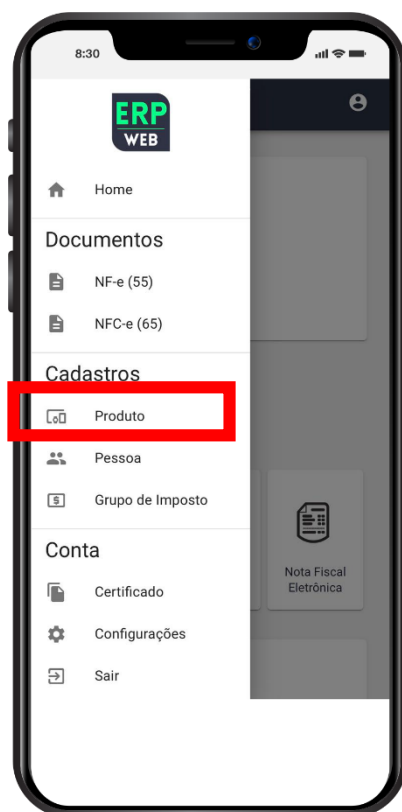 8:30
ERP
WEB
Home
Documentos
NF-e (55)
NFC-e (65)
Cadastros
Produto
Pessoa
Grupo de Imposto
Conta
Certificado
Configurações
Sair
Nota Fiscal
Eletrônica